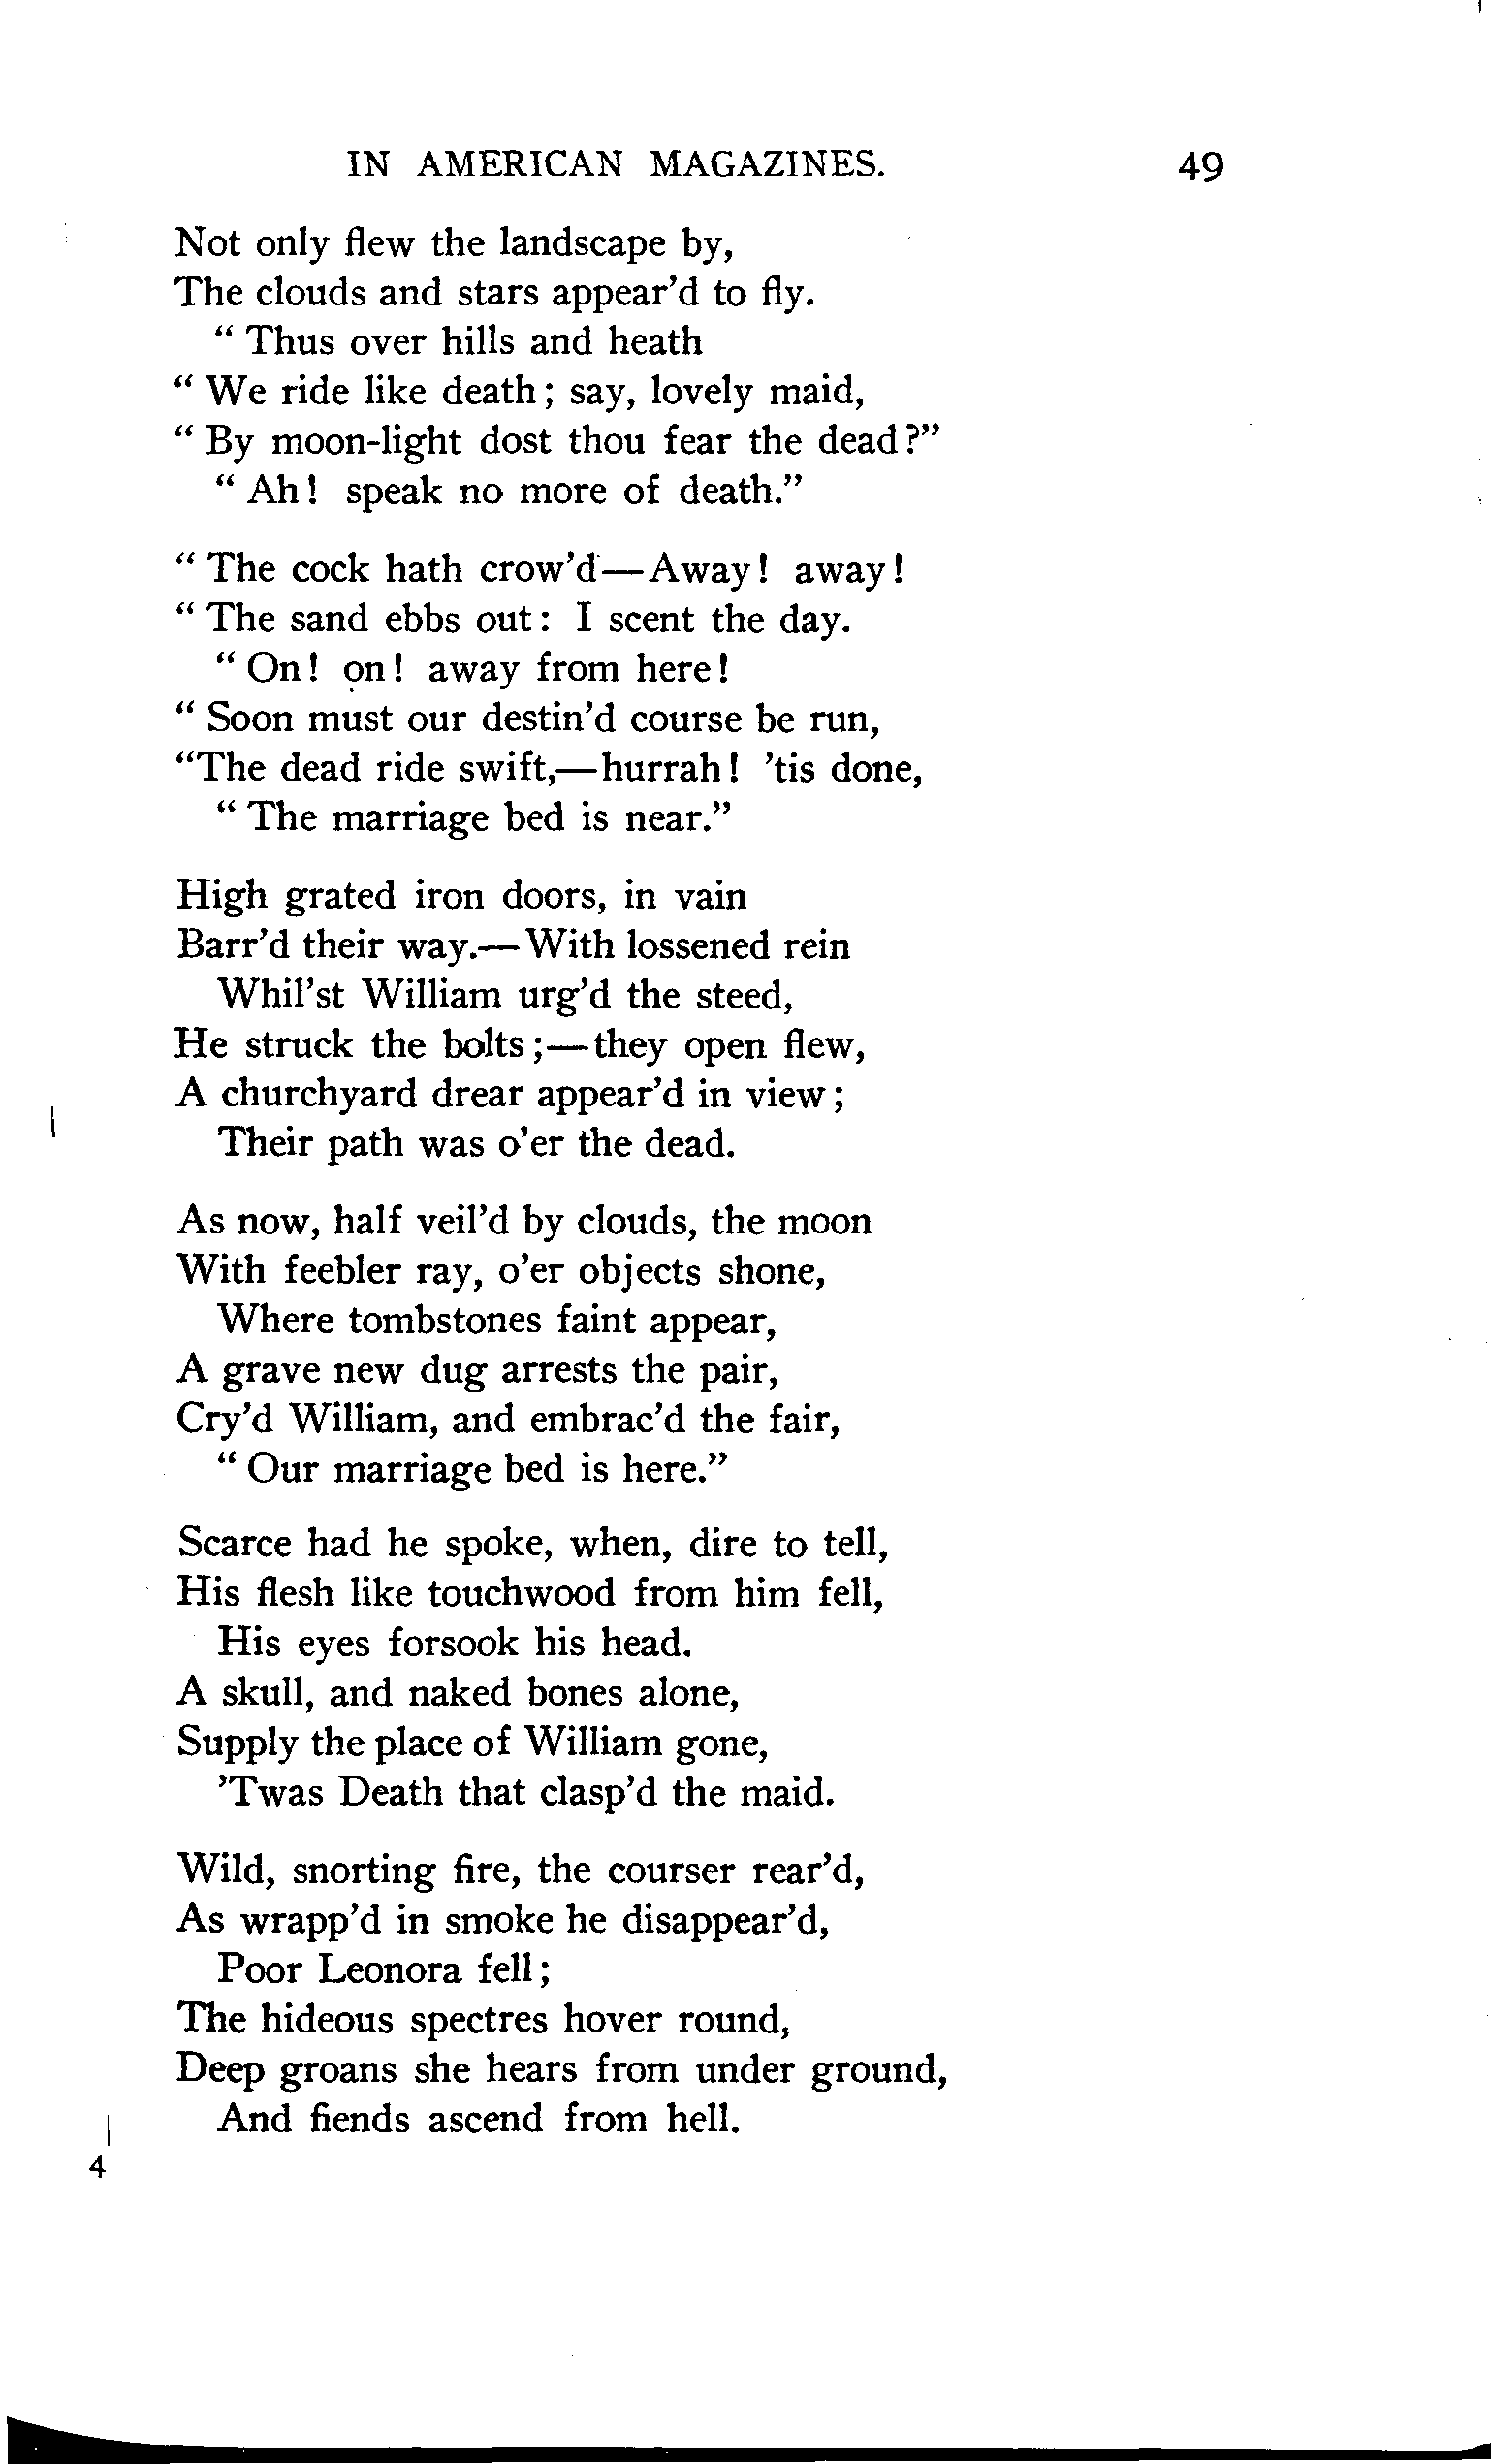 IN AMERICAN MAGAZINES. 49
Not only flew the landscape by,
The clouds and stars appear'd to fly.
“ Thus over hills and heath
“ We ride like death; say, lovely maid,
“ By moon-light dost thou fear the dead?”
“ Ah! speak no more of death.”
“ The cock hath crow'd—Away! away!
“ The sand ebbs out: I scent the day.
“ On! on! away from here!
“ Soon must our destin'd course be run,
“The dead ride swift,—hurrah! 'tis done,
“ The marriage bed is near.”
High grated iron doors, in vain
Barr'd their way.—With lossened rein
Whil'st William urg'd the steed,
He struck the bolts;—they open flew,
A churchyard drear appear'd in view;
Their path was o'er the dead.
As now, half veil'd by clouds, the moon
With feebler ray, o'er objects shone,
Where tombstones faint appear,
A grave new dug arrests the pair,
Cry'd William, and embrac'd the fair,
“ Our marriage bed is here.”
Scarce had he spoke, when, dire to tell,
His flesh like touchwood from him fell,
His eyes forsook his head.
A skull, and naked bones alone,
Supply the place of William gone,
'Twas Death that clasp'd the maid.
Wild, snorting fire, the courser rear'd,
As wrapp'd in smoke he disappear'd,
Poor Leonora fell;
The hideous spectres hover round,
Deep groans she hears from under ground,
And fiends ascend from hell.
4